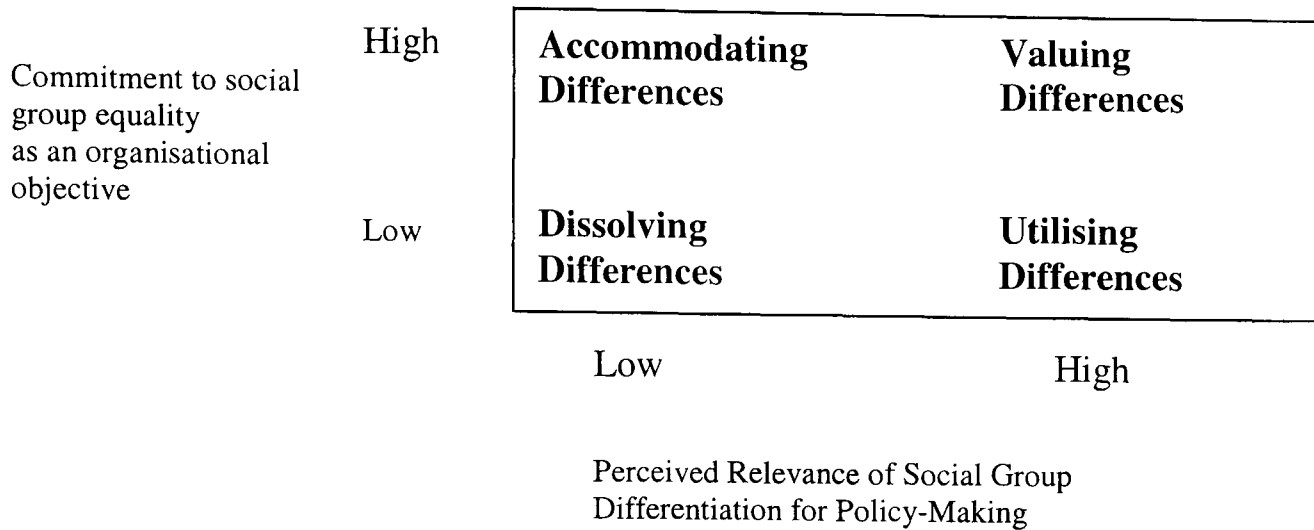 High
Accommodating Differences
Valuing Differences
Commitment to social
group equality
as an organisational
objective
Low
Dissolving Differences
Utilising Differences
Low
High
Perceived Relevance of Social Group
Differentiation for Policy-Making